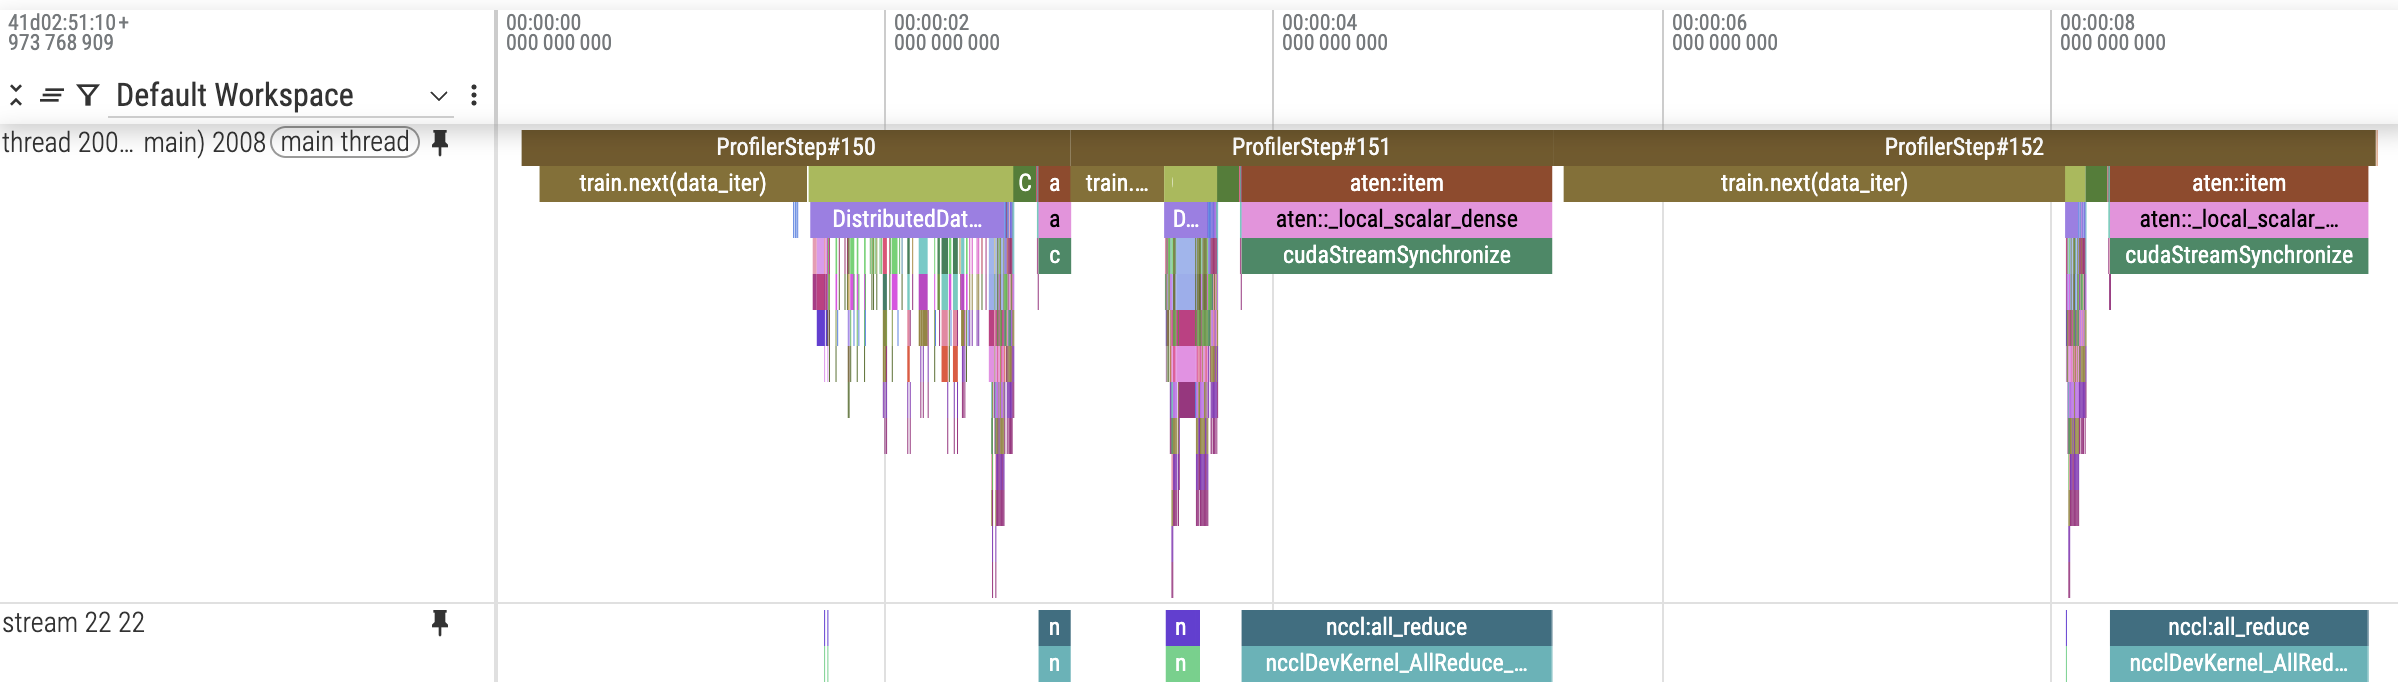 41d02:51:10+
973 768 909
00:00:00
000 000 000
00:00:02
000 000 000
00:00:04
000 000 000
00:00:06
000 000 000
00:00:08
000 000 000
Default Workspace
thread 200... main) 2008 main thread
ProfilerStep#150 ProfilerStep#151 ProfilerStep#152
train.next(data_iter) C a train.... aten::item train.next(data_iter) aten::item
DistributedDat... a D... aten::_local_scalar_dense aten::_local_scalar_...
c cudaStreamSynchronize cudaStreamSynchronize
stream 22 22
n n nccl:all_reduce nccl:all_reduce
n n ncclDevKernel_AllReduce_... ncclDevKernel_AllRed...